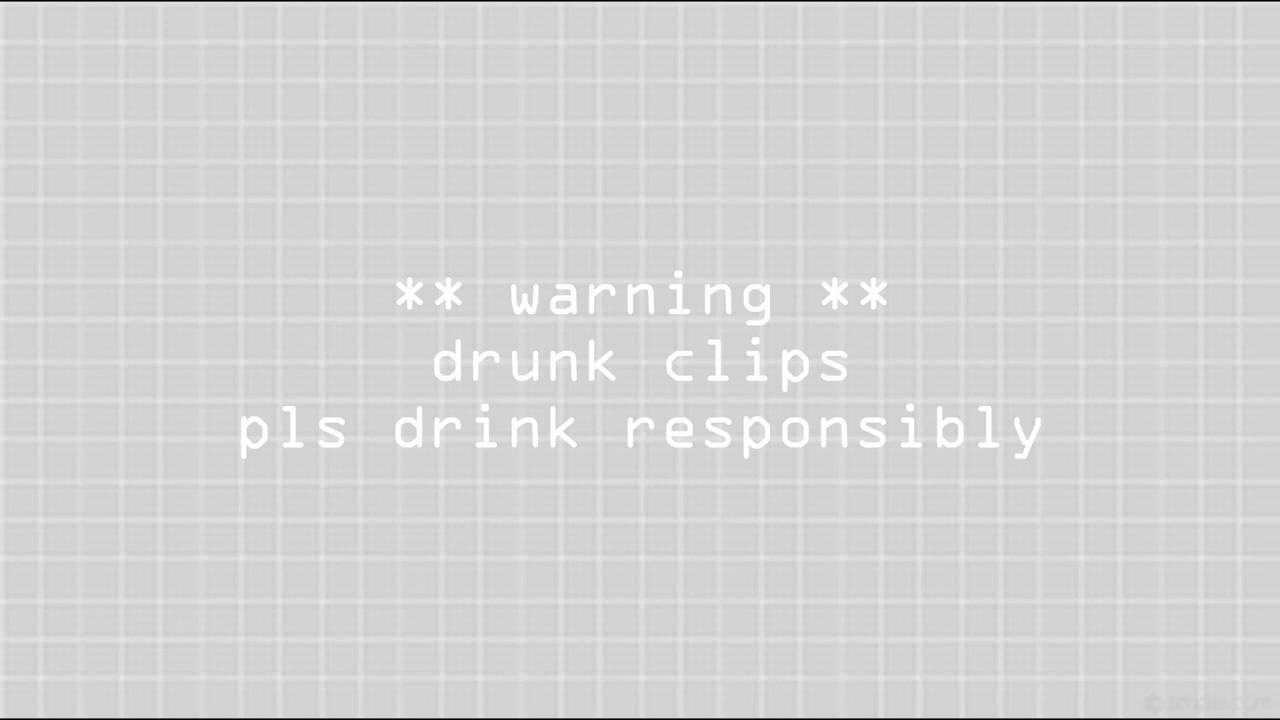 ** warning **
drunk clips
pls drink responsibly